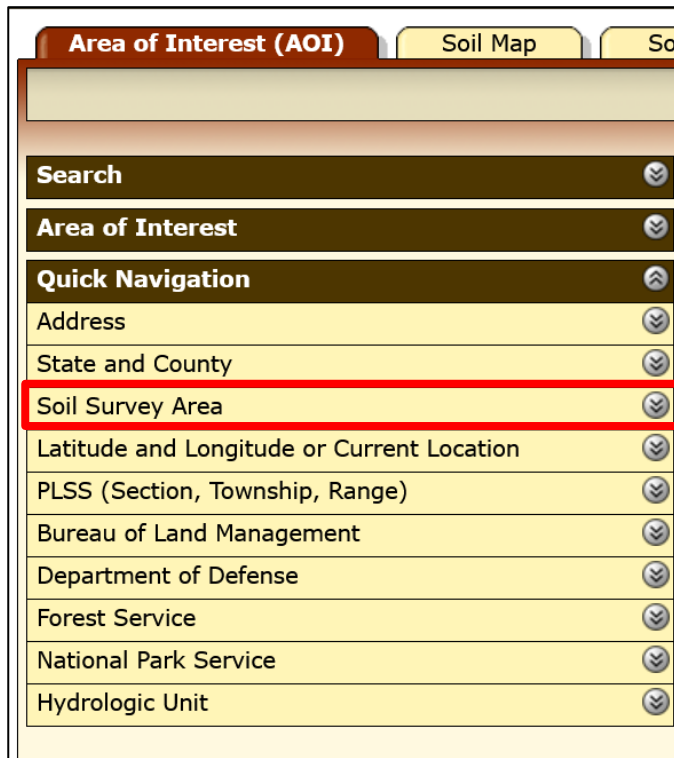 Area of Interest (AOI) Soil Map So
Search
Area of Interest
Quick Navigation
Address
State and County
Soil Survey Area
Latitude and Longitude or Current Location
PLSS (Section, Township, Range)
Bureau of Land Management
Department of Defense
Forest Service
National Park Service
Hydrologic Unit